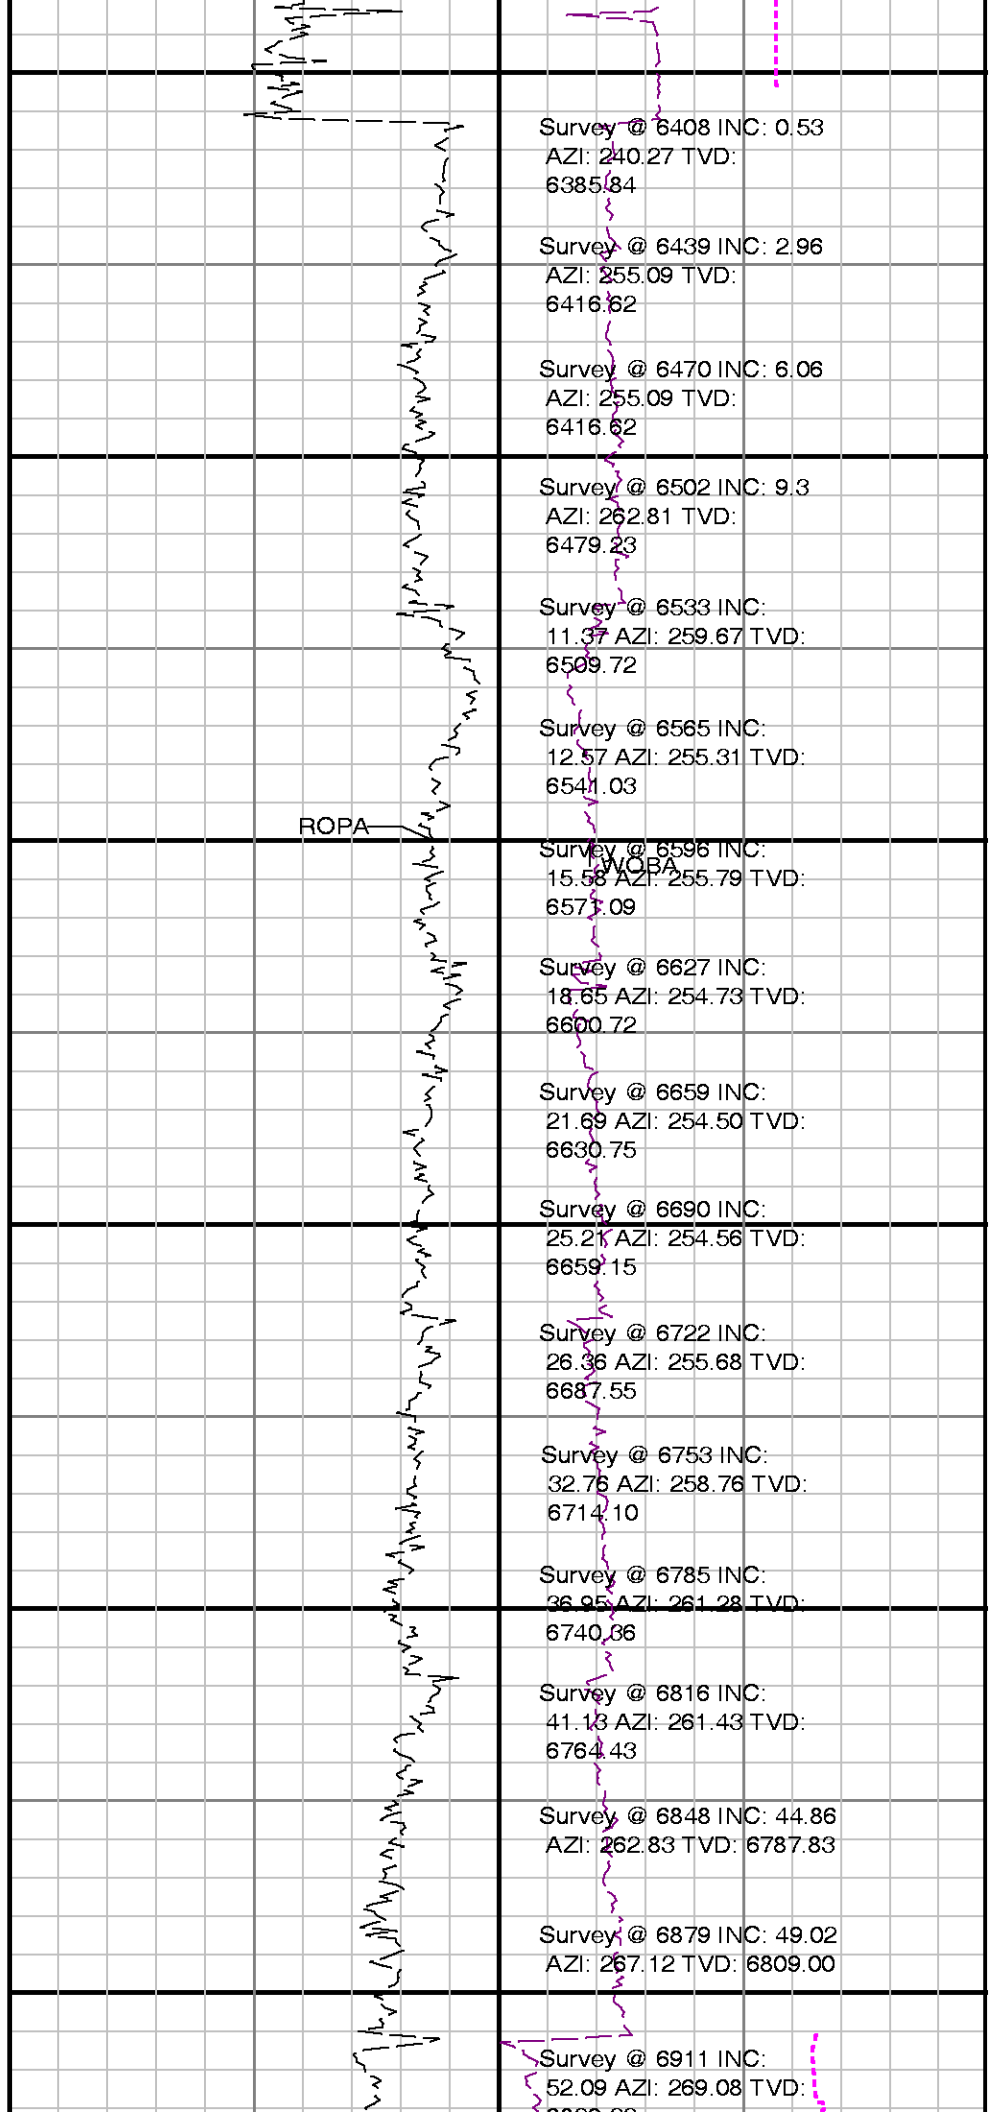 Survey @ 6408 INC: 0.53
AZI: 240.27 TVD:
6385.84
Survey @ 6439 INC: 2.96
AZI: 255.09 TVD:
6416.62
Survey @ 6470 INC: 6.06
AZI: 255.09 TVD:
6416.62
Survey @ 6502 INC: 9.3
AZI: 262.81 TVD:
6479.23
Survey @ 6533 INC:
11.37 AZI: 259.67 TVD:
6509.72
Survey @ 6565 INC:
12.57 AZI: 255.31 TVD:
6541.03
ROPA
Survey @ 6596 INC:
WOBA
15.58 AZI: 255.79 TVD:
6571.09
Survey @ 6627 INC:
18.65 AZI: 254.73 TVD:
6600.72
Survey @ 6659 INC:
21.69 AZI: 254.50 TVD:
6630.75
Survey @ 6690 INC:
25.21 AZI: 254.56 TVD:
6659.15
Survey @ 6722 INC:
26.36 AZI: 255.68 TVD:
6687.55
Survey @ 6753 INC:
32.76 AZI: 258.76 TVD:
6714.10
Survey @ 6785 INC:
36.95 AZI: 261.28 TVD:
6740.36
Survey @ 6816 INC:
41.13 AZI: 261.43 TVD:
6764.43
Survey @ 6848 INC: 44.86
AZI: 262.83 TVD: 6787.83
Survey @ 6879 INC: 49.02
AZI: 267.12 TVD: 6809.00
Survey @ 6911 INC:
52.09 AZI: 269.08 TVD: